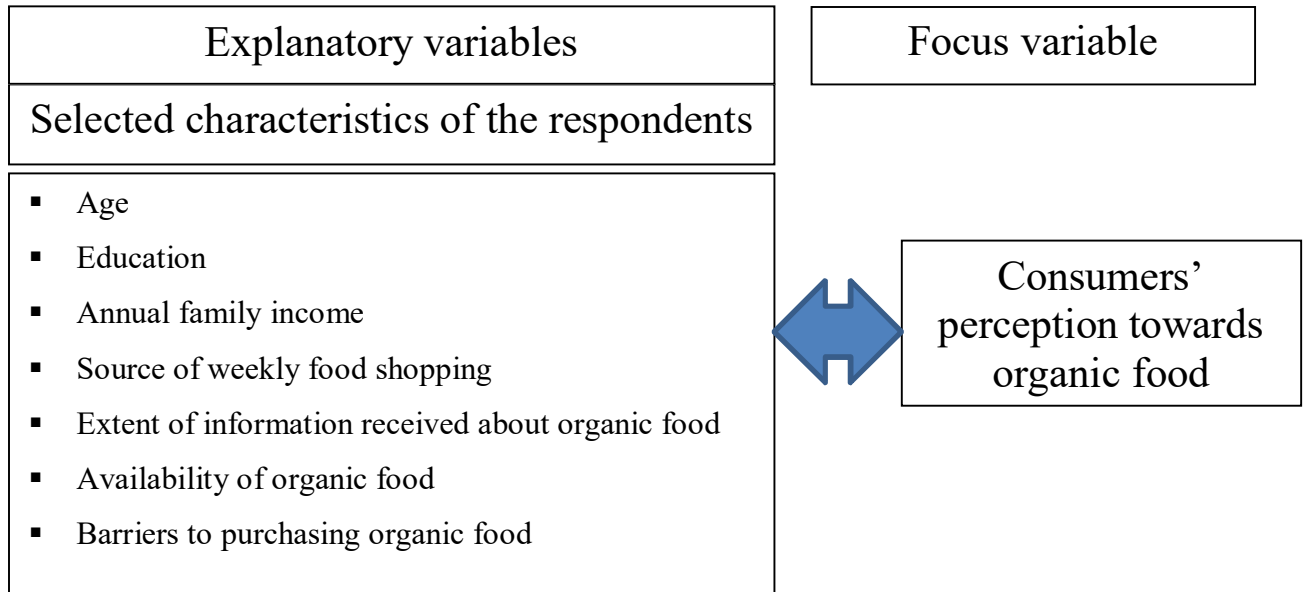 Explanatory variables
Focus variable
Selected characteristics of the respondents
▪ Age
▪ Education
▪ Annual family income
▪ Source of weekly food shopping
▪ Extent of information received about organic food
▪ Availability of organic food
▪ Barriers to purchasing organic food
Consumers’
perception towards
organic food